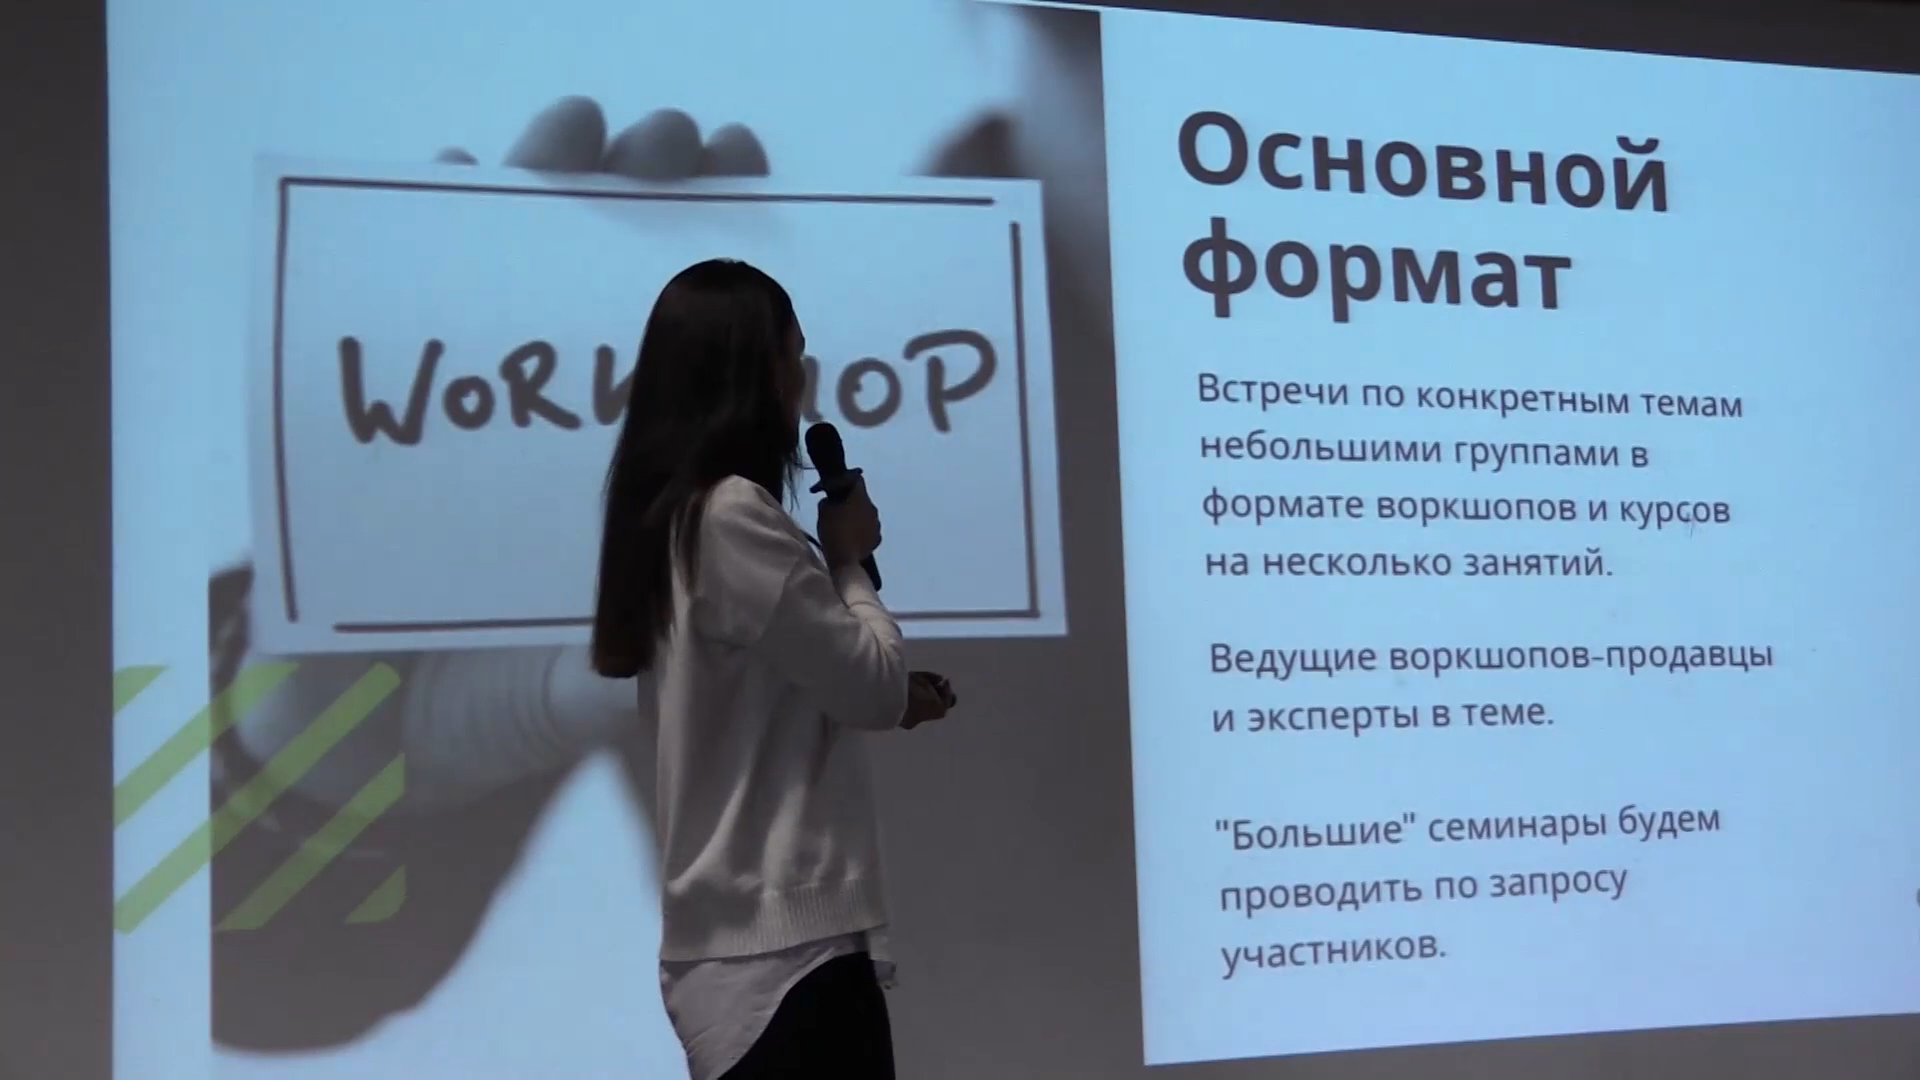 WORKSHOP
Основной
формат
Встречи по конкретным темам
небольшими группами в
формате воркшопов и курсов
на несколько занятий.
Ведущие воркшопов-продавцы
и эксперты в теме.
"Большие" семинары будем
проводить по запросу
участников.